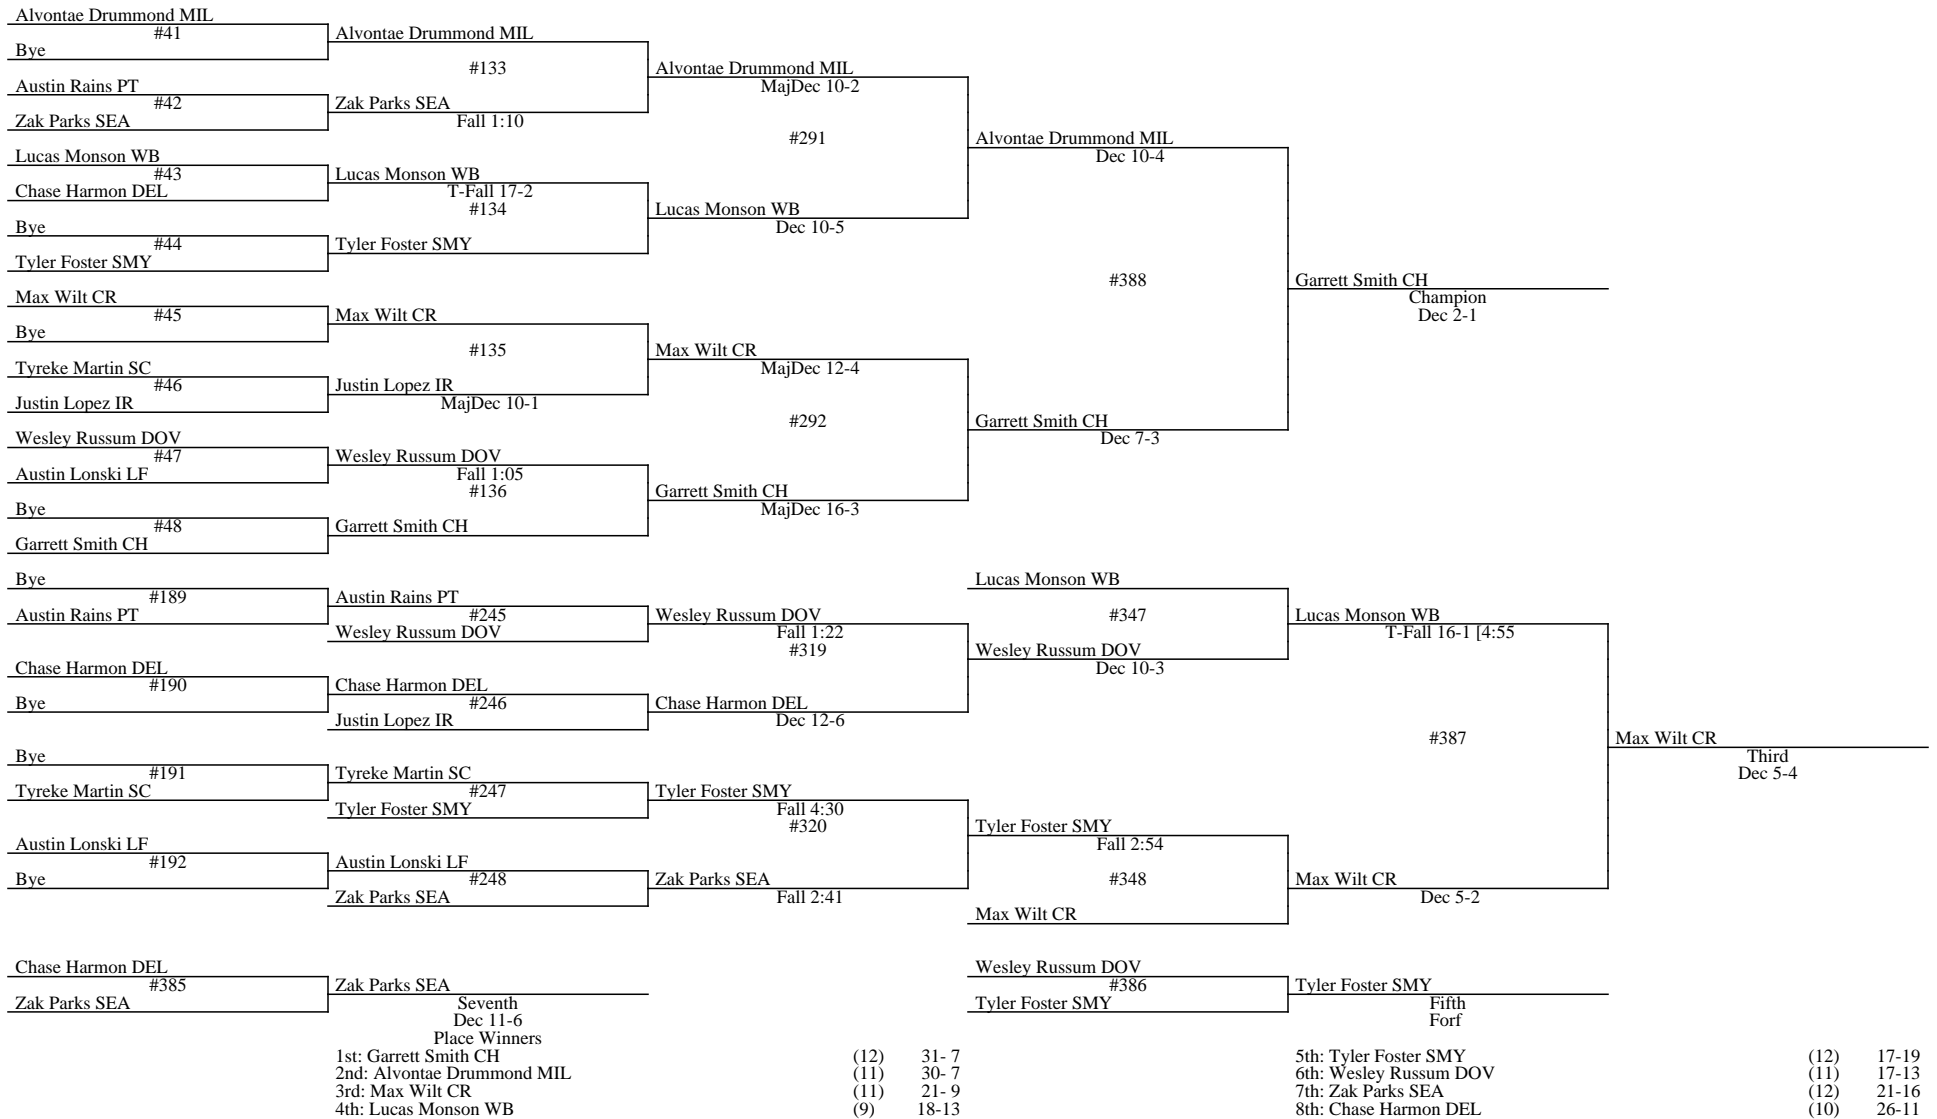 Alvontae Drummond MIL
#41
Bye
Alvontae Drummond MIL
#133
Austin Rains PT
#42
Zak Parks SEA
Zak Parks SEA
Fall 1:10
Alvontae Drummond MIL
MajDec 10-2
#291
Lucas Monson WB
#43
Chase Harmon DEL
Lucas Monson WB
T-Fall 17-2
#134
Bye
#44
Tyler Foster SMY
Tyler Foster SMY
Lucas Monson WB
Dec 10-5
Alvontae Drummond MIL
Dec 10-4
#388
Max Wilt CR
#45
Bye
Max Wilt CR
#135
Tyreke Martin SC
#46
Justin Lopez IR
Justin Lopez IR
MajDec 10-1
Max Wilt CR
MajDec 12-4
#292
Wesley Russum DOV
#47
Austin Lonski LF
Wesley Russum DOV
Fall 1:05
#136
Bye
#48
Garrett Smith CH
Garrett Smith CH
Garrett Smith CH
MajDec 16-3
Garrett Smith CH
Dec 7-3
Garrett Smith CH
Champion
Dec 2-1
Bye
#189
Austin Rains PT
Austin Rains PT
#245
Wesley Russum DOV
Wesley Russum DOV
Fall 1:22
#319
Chase Harmon DEL
#190
Bye
Chase Harmon DEL
#246
Justin Lopez IR
Chase Harmon DEL
Dec 12-6
Lucas Monson WB
#347
Wesley Russum DOV
Dec 10-3
Lucas Monson WB
T-Fall 16-1 [4:55
#387
Bye
#191
Tyreke Martin SC
Tyreke Martin SC
#247
Tyler Foster SMY
Tyler Foster SMY
Fall 4:30
#320
Austin Lonski LF
#192
Bye
Austin Lonski LF
#248
Zak Parks SEA
Zak Parks SEA
Fall 2:41
Tyler Foster SMY
Fall 2:54
#348
Max Wilt CR
Max Wilt CR
Dec 5-2
Max Wilt CR
Third
Dec 5-4
Chase Harmon DEL
#385
Zak Parks SEA
Zak Parks SEA
Seventh
Dec 11-6
Wesley Russum DOV
#386
Tyler Foster SMY
Tyler Foster SMY
Fifth
Forf
Place Winners
1st: Garrett Smith CH (12) 31- 7
2nd: Alvontae Drummond MIL (11) 30- 7
3rd: Max Wilt CR (11) 21- 9
4th: Lucas Monson WB (9) 18-13
5th: Tyler Foster SMY (12) 17-19
6th: Wesley Russum DOV (11) 17-13
7th: Zak Parks SEA (12) 21-16
8th: Chase Harmon DEL (10) 26-11